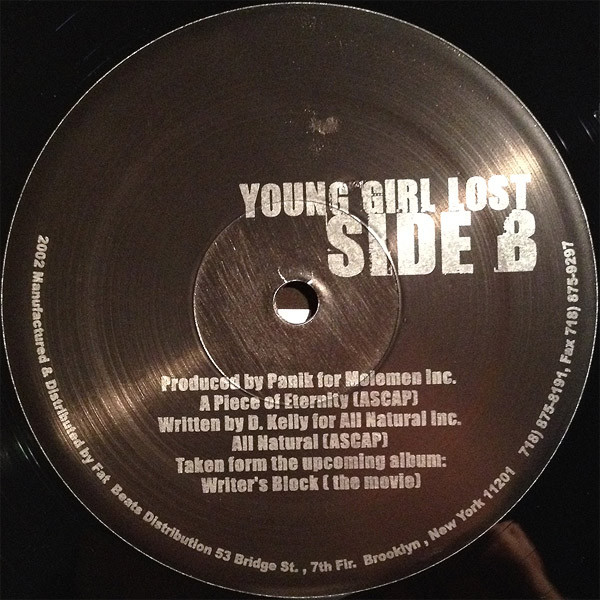 YOUNG GIRL LOST
SIDE B
Produced by Panik for Molemen Inc.
A Piece of Eternity (ASCAP)
Written by D. Kelly for All Natural Inc.
All Natural (ASCAP)
Taken form the upcoming album:
Writer's Block ( the movie)
2002 Manufactured & Distributed by Fat Beats Distribution 53 Bridge St. , 7th Flr. Brooklyn , New York 11201 718) 875-8191, Fax 718) 875-9297